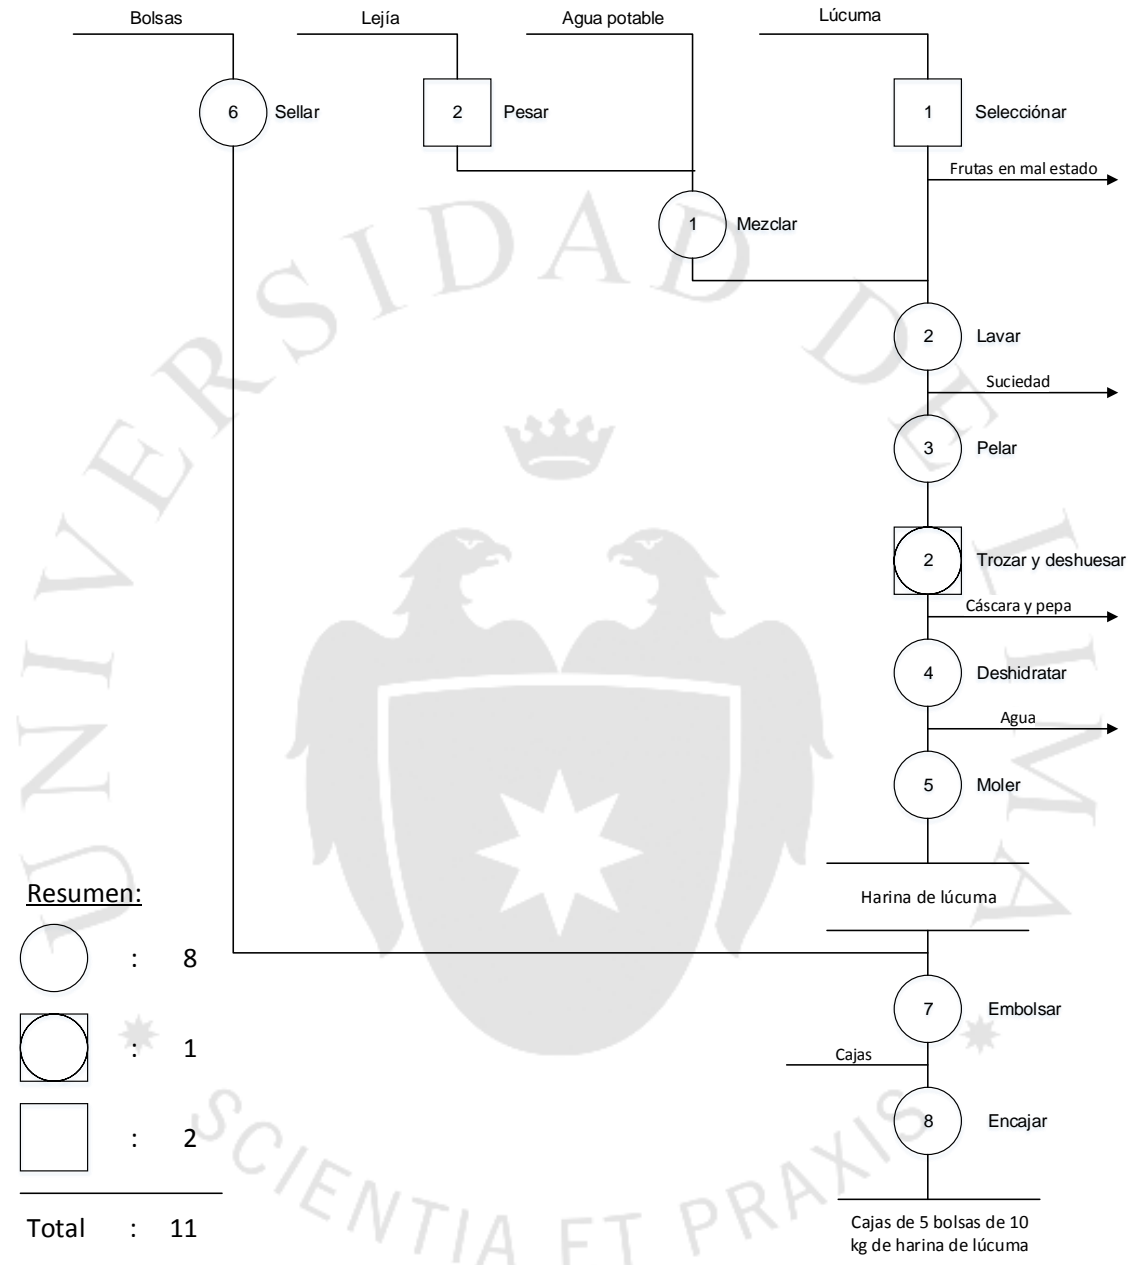 Bolsas
Lejía
Agua potable
Lúcuma
6 Sellar
2 Pesar
1 Seleccionár
Frutas en mal estado
1 Mezclar
2 Lavar
Suciedad
3 Pelar
2 Trozar y deshuesar
Cáscara y pepa
4 Deshidratar
Agua
5 Moler
Harina de lúcuma
7 Embolsar
Cajas
8 Encajar
Cajas de 5 bolsas de 10
kg de harina de lúcuma
Resumen:
: 8
: 1
: 2
Total : 11
UNIVERSIDAD DE LIMA
SCIENTIA ET PRAXIS